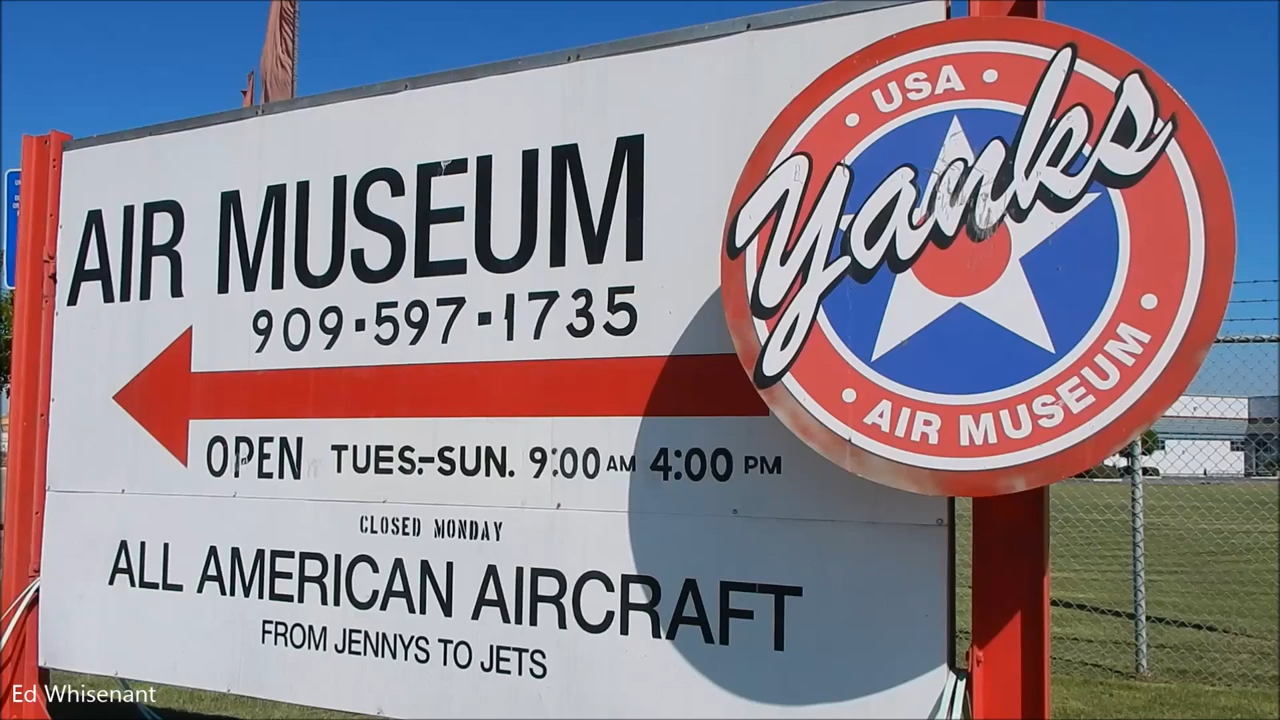 AIR MUSEUM
909-597-1735
OPEN TUES.-SUN. 9:00 AM 4:00 PM
CLOSED MONDAY
ALL AMERICAN AIRCRAFT
FROM JENNYS TO JETS
• USA •
Yanks
• AIR MUSEUM •
Ed Whisenant